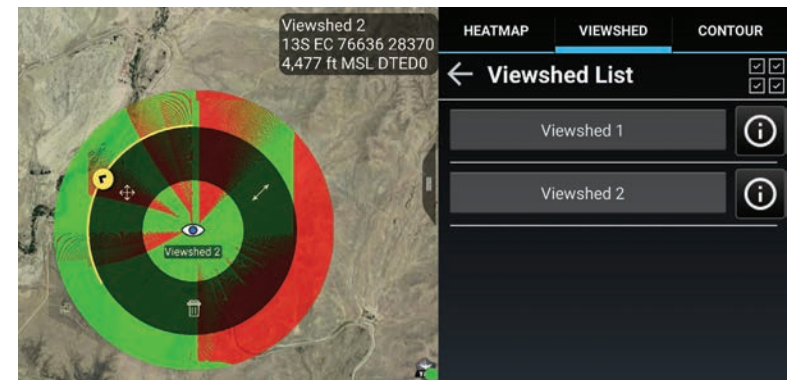 Viewshed 2
13S EC 76636 28370
4,477 ft MSL DTED0
Viewshed 2
HEATMAP
VIEWSHED
CONTOUR
Viewshed List
Viewshed 1
Viewshed 2